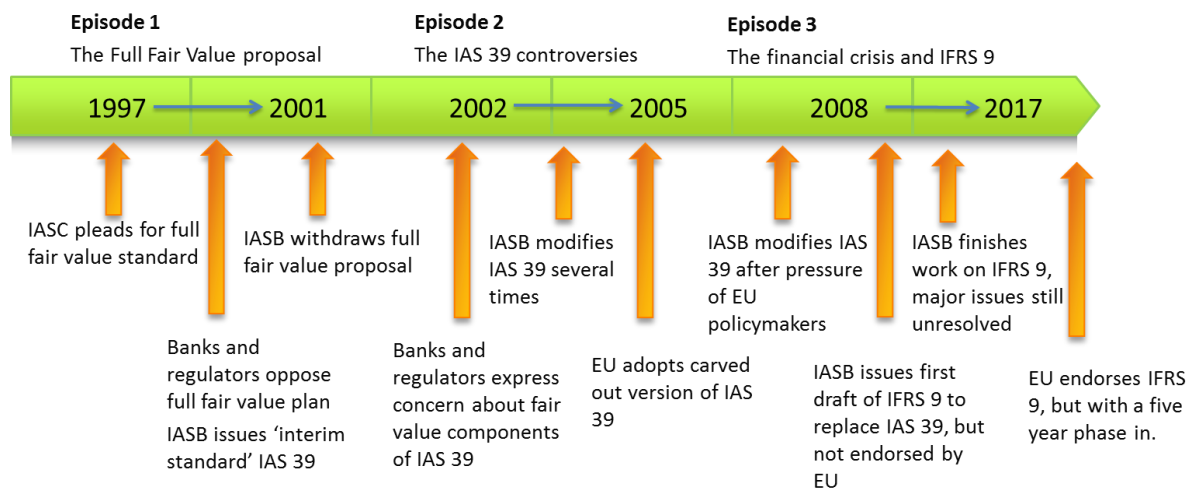 Episode 1
The Full Fair Value proposal
Episode 2
The IAS 39 controversies
Episode 3
The financial crisis and IFRS 9
1997
2001
2002
2005
2008
2017
IASC pleads for full
fair value standard
Banks and
regulators oppose
full fair value plan
IASB issues ‘interim
standard’ IAS 39
IASB withdraws full
fair value proposal
Banks and
regulators express
concern about fair
value components
of IAS 39
IASB modifies
IAS 39 several
times
EU adopts carved
out version of IAS
39
IASB modifies IAS
39 after pressure
of EU
policymakers
IASB issues first
draft of IFRS 9 to
replace IAS 39, but
not endorsed by
EU
IASB finishes
work on IFRS 9,
major issues still
unresolved
EU endorses IFRS
9, but with a five
year phase in.